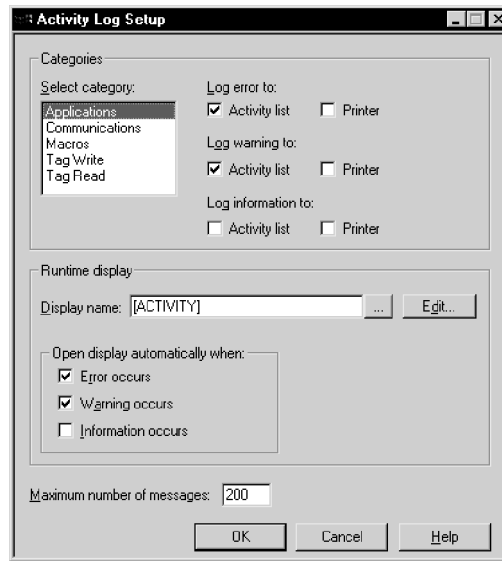 Activity Log Setup
Categories
Select category:
Applications
Communications
Macros
Tag Write
Tag Read
Log error to:
Activity list Printer
Log warning to:
Activity list Printer
Log information to:
Activity list Printer
Runtime display
Display name: [ACTIVITY] ... Edit...
Open display automatically when:
Error occurs
Warning occurs
Information occurs
Maximum number of messages: 200
OK Cancel Help